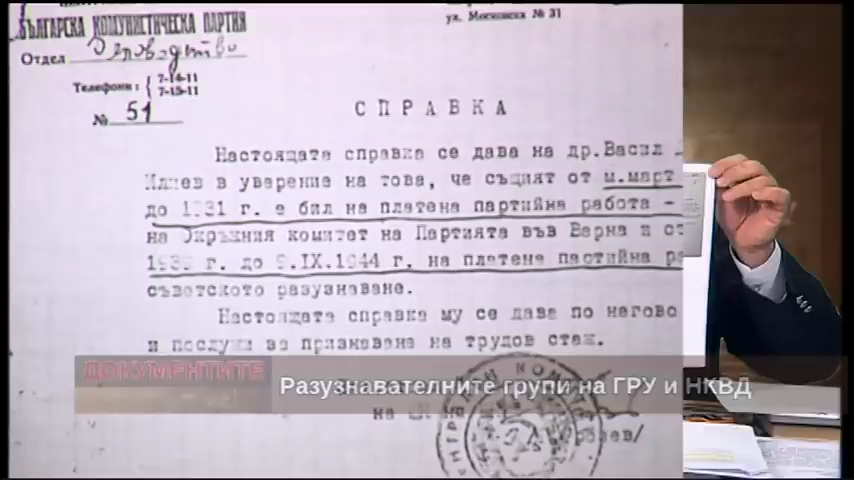 БЪЛГАРСКА КОМУНИСТИЧЕСКА ПАРТИЯ
ул. Московска № 31
Отдел
Телефони: 7-14-11
7-15-11
№ 51
СПРАВКА
Настоящата справка се дава на др. Васил
Илиев в уверение на това, че същият от м. март
до 1931 г. е бил на платена партийна работа -
на Окръжния комитет на Партията във Варна и от
г. до 9.IX.1944 г. на платена пастийна
съветското разузнаване.
Настоящата справка му се дава по негово
и послужи за признаване на трудов стаж.
ДОКУМЕНТИТЕ
Разузнавателните групи на ГРУ и НКВД